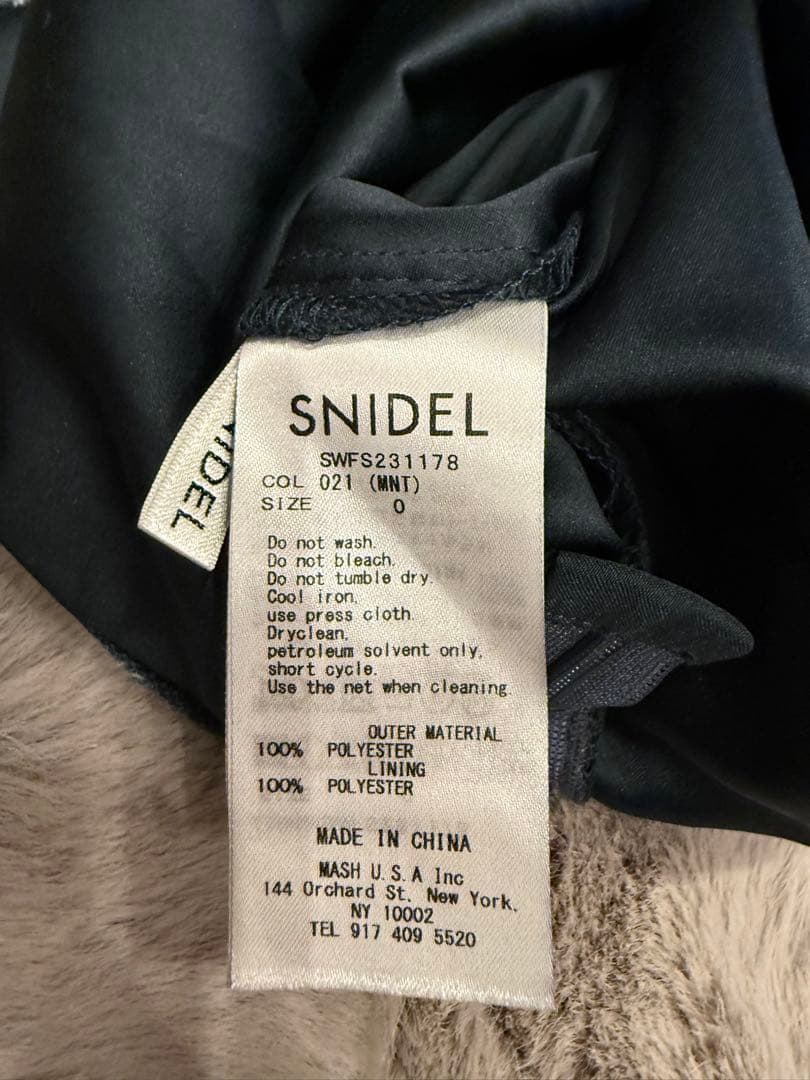 SNIDEL
SWFS231178
COL 021 (MNT)
SIZE 0
Do not wash.
Do not bleach.
Do not tumble dry.
Cool iron,
use press cloth.
Dryclean,
petroleum solvent only,
short cycle.
Use the net when cleaning.
OUTER MATERIAL
100% POLYESTER
LINING
100% POLYESTER
MADE IN CHINA
MASH U.S.A Inc
144 Orchard St. New York,
NY 10002
TEL 917 409 5520
NIDEL